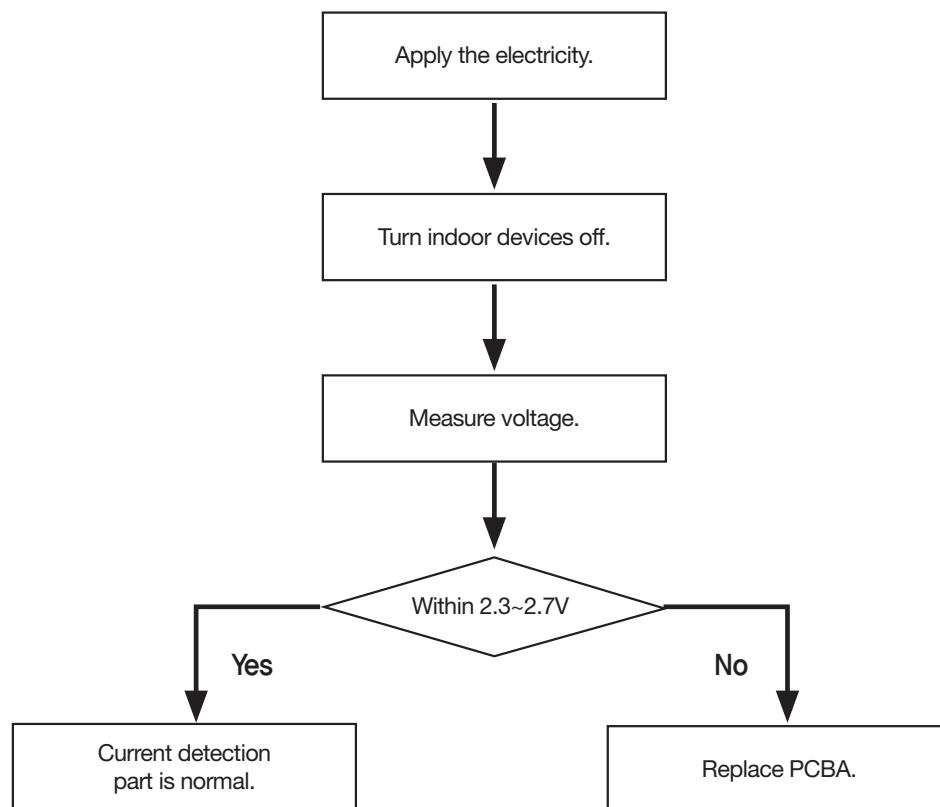 Apply the electricity.
Turn indoor devices off.
Measure voltage.
Within 2.3~2.7V
Yes
No
Current detection
part is normal.
Replace PCBA.